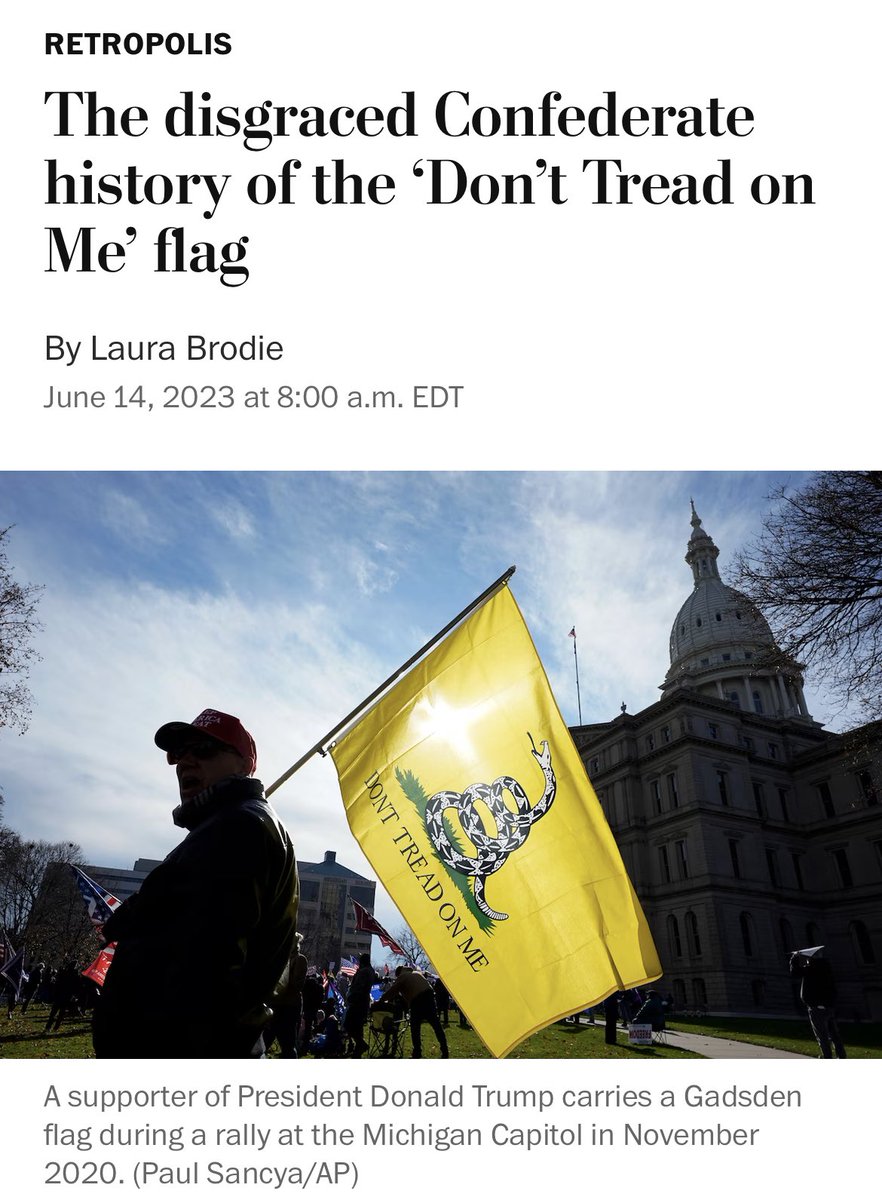 RETROPOLIS
The disgraced Confederate
history of the ‘Don’t Tread on
Me’ flag
By Laura Brodie
June 14, 2023 at 8:00 a.m. EDT
DONT TREAD ON ME
A supporter of President Donald Trump carries a Gadsden
flag during a rally at the Michigan Capitol in November
2020. (Paul Sancya/AP)